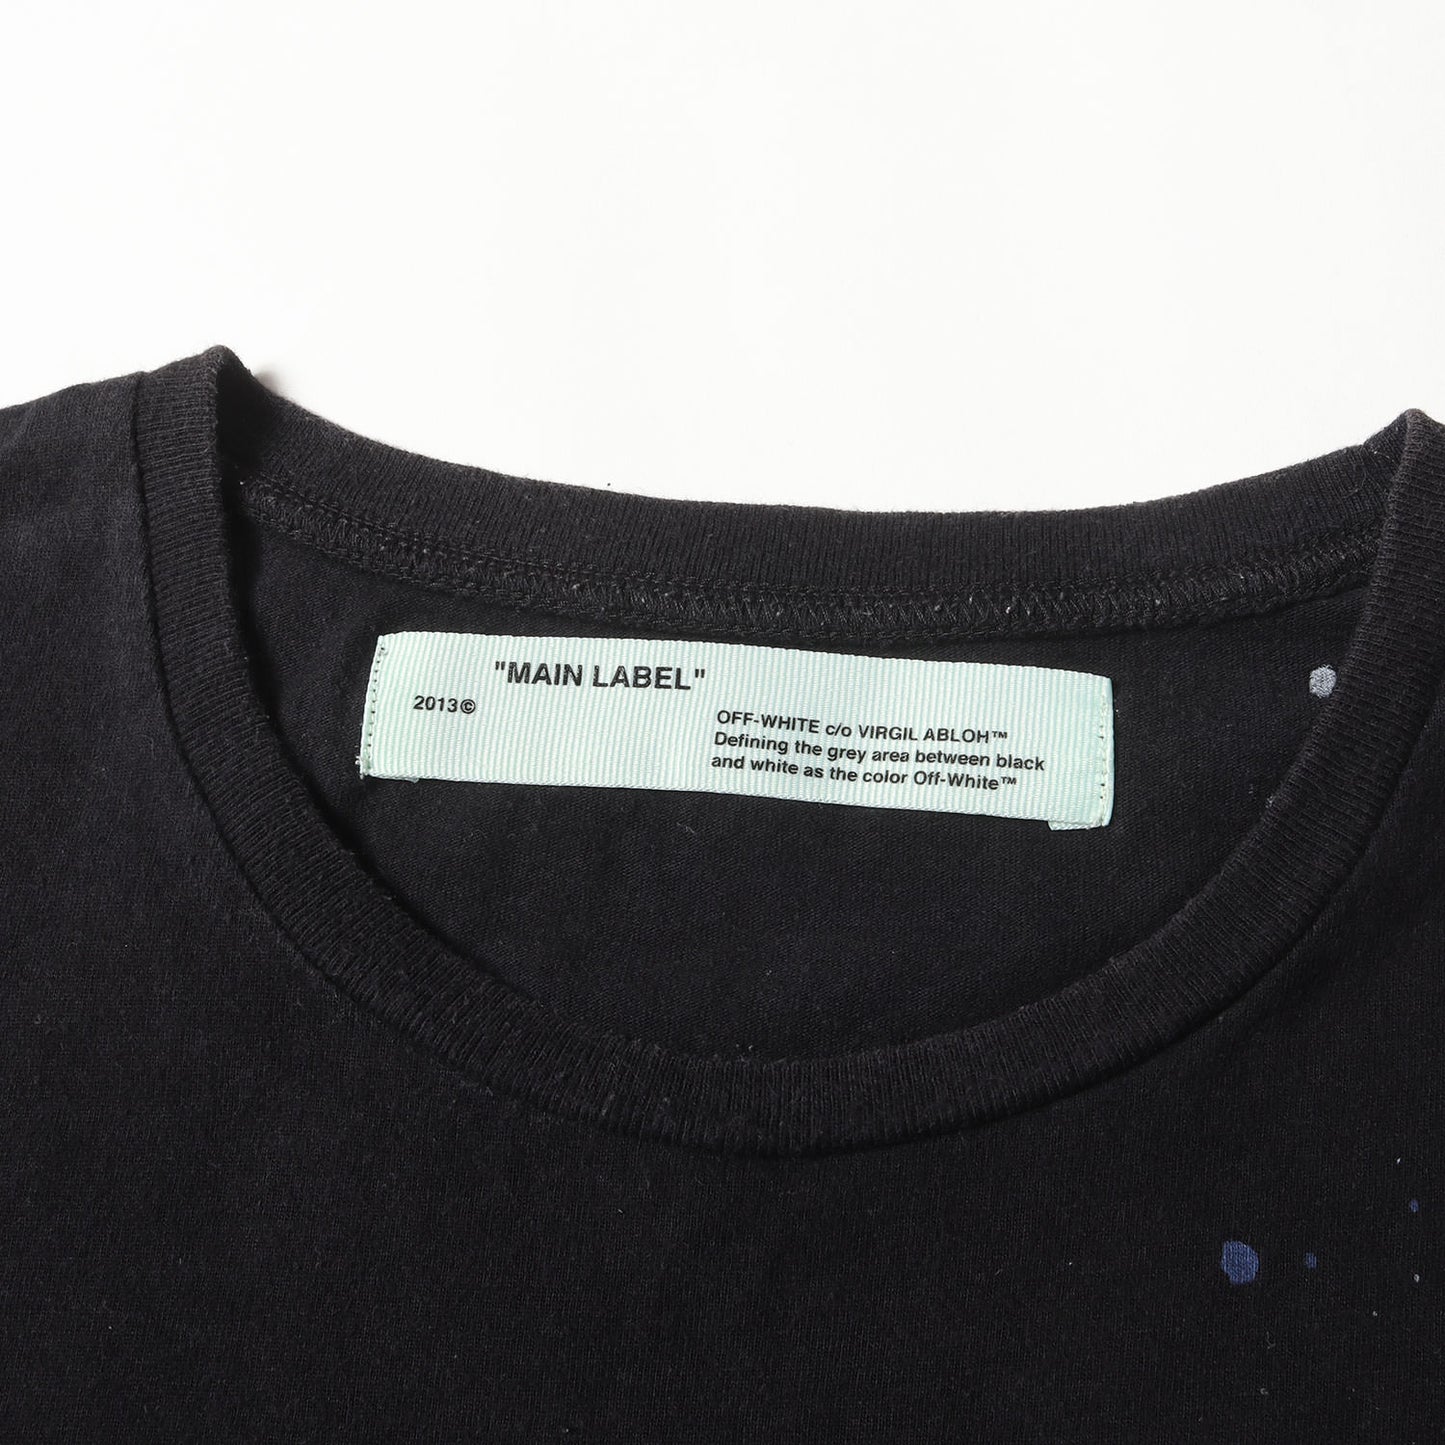 "MAIN LABEL"
2013©
OFF-WHITE c/o VIRGIL ABLOH™
Defining the grey area between black
and white as the color Off-White™